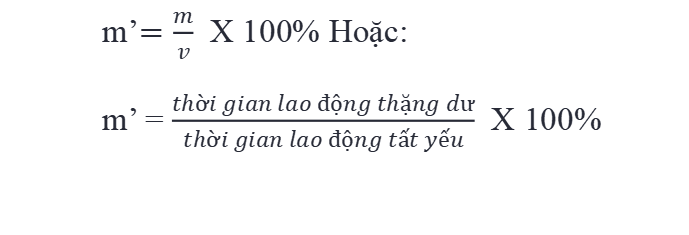 m’= m/v X 100% Hoặc:
m’ = thời gian lao động thặng dư / thời gian lao động tất yếu X 100%